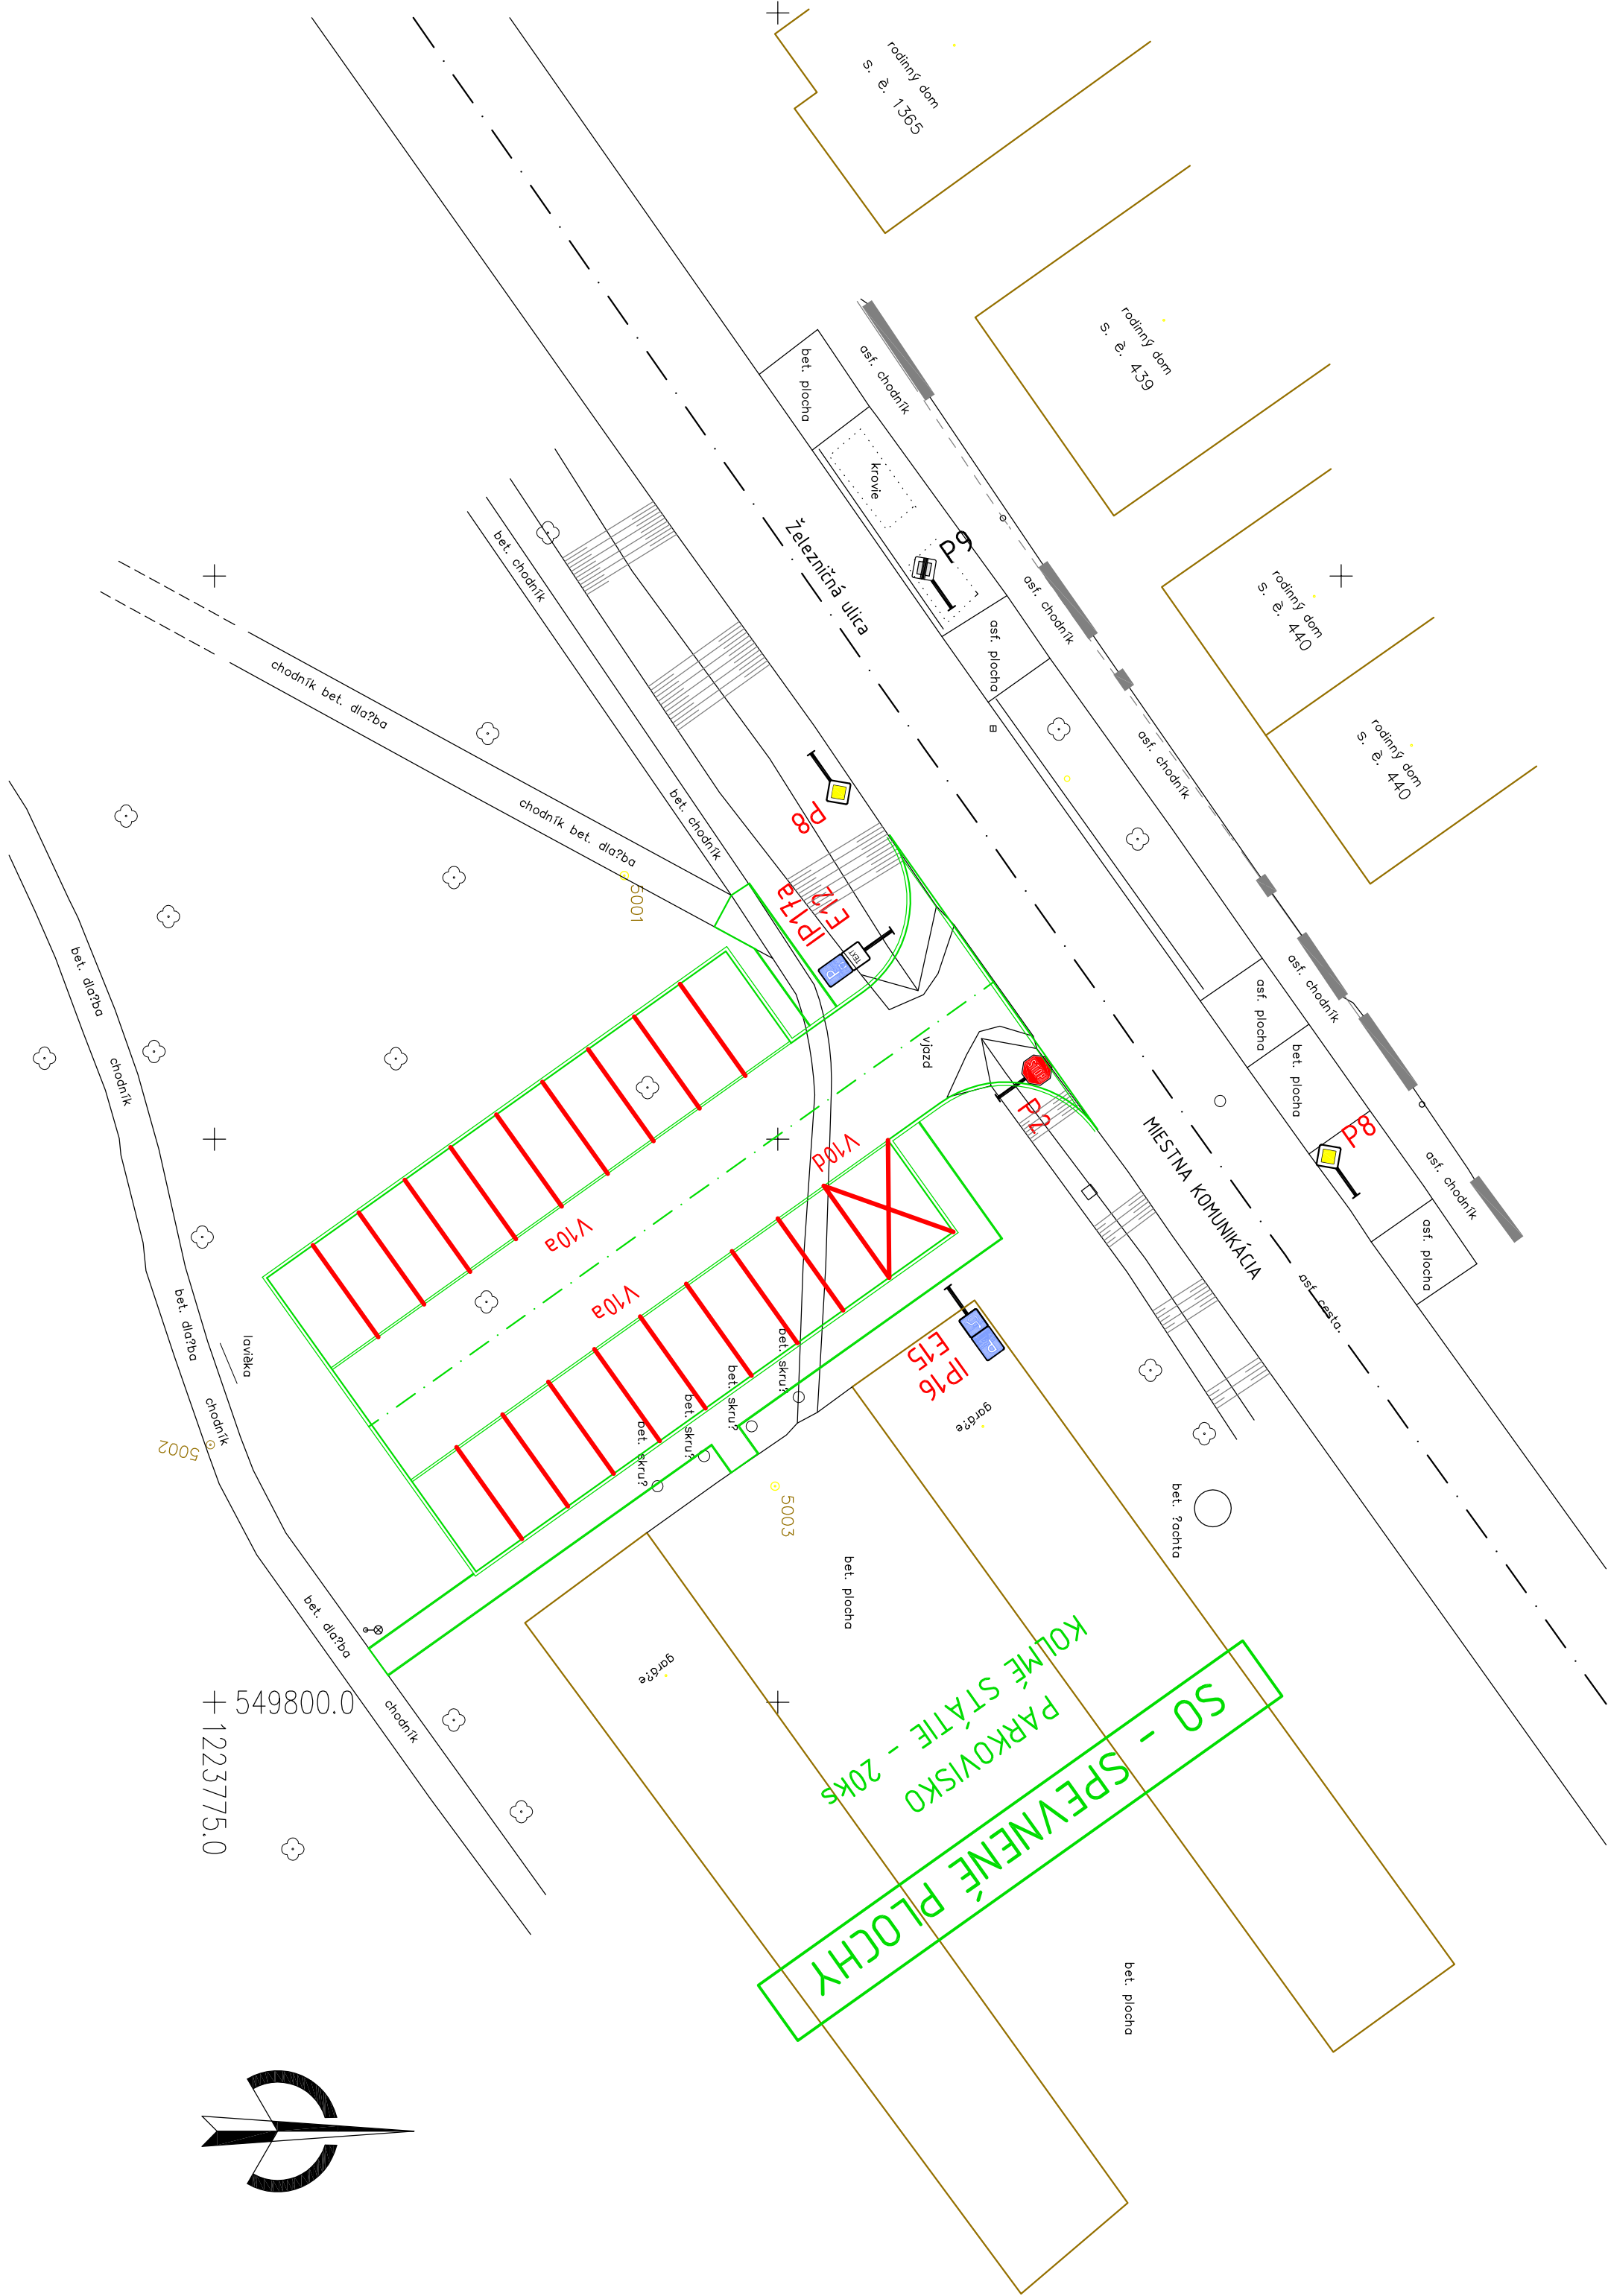 rodinný dom
s. è. 1365
rodinný dom
s. è. 439
rodinný dom
s. è. 440
rodinný dom
s. è. 440
bet. plocha
asf. chodník
krovie
P9
asf. chodník
asf. plocha
asf. chodník
Železničná ulica
bet. chodník
chodník bet. dla?ba
chodník bet. dla?ba
bet. chodník
P8
5001
IP17a
E12
TEXT
P
vjazd
asf. plocha
asf. chodník
bet. plocha
P8
asf. chodník
asf. plocha
STOP
P2
MIESTNA KOMUNIKÁCIA
asf. cesta.
bet. dla?ba
chodník
bet. dla?ba
chodník
lavièka
5002
V10a
V10a
V10d
bet. skru?
bet. skru?
bet. skru?
bet. skru?
P
IP16
E15
gará?e
5003
bet. ?achta
bet. plocha
bet. dla?ba
chodník
gará?e
549800.0
1223775.0
SO - SPEVNENÉ PLOCHY
PARKOVISKO
KOLMÉ STÁTIE - 20ks
bet. plocha